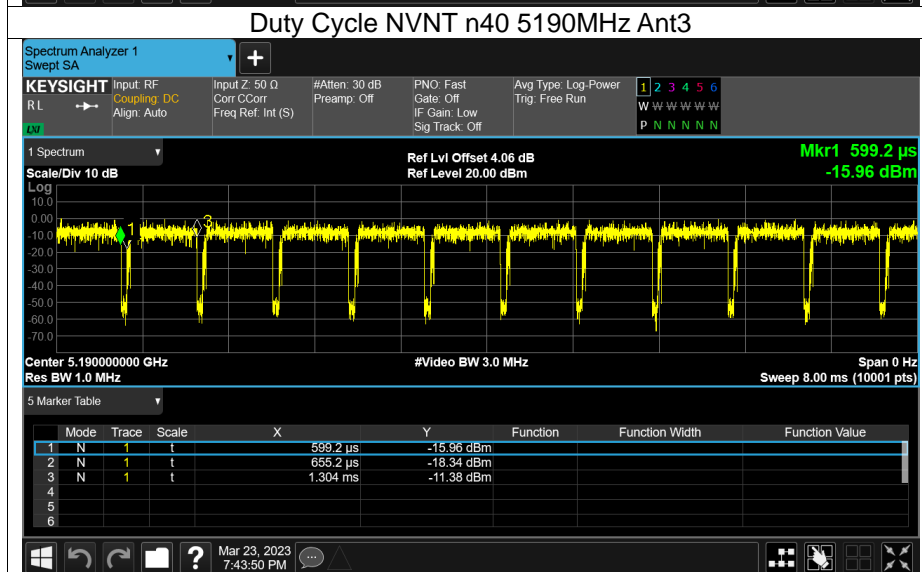 Duty Cycle NVNT n40 5190MHz Ant3
Spectrum Analyzer 1
Swept SA
+
KEYSIGHT
R L
LXI
Input: RF
Coupling: DC
Align: Auto
Input Z: 50 Ω
Corr CCorr
Freq Ref: Int (S)
#Atten: 30 dB
Preamp: Off
PNO: Fast
Gate: Off
IF Gain: Low
Sig Track: Off
Avg Type: Log-Power
Trig: Free Run
1 2 3 4 5 6
W W W W W W
P N N N N N
1 Spectrum
Scale/Div 10 dB
Ref Lvl Offset 4.06 dB
Ref Level 20.00 dBm
Mkr1 599.2 µs
-15.96 dBm
Log
10.0
0.00
-10.0
-20.0
-30.0
-40.0
-50.0
-60.0
-70.0
1
3
Center 5.190000000 GHz
Res BW 1.0 MHz
#Video BW 3.0 MHz
Span 0 Hz
Sweep 8.00 ms (10001 pts)
5 Marker Table
Mode Trace Scale X Y Function Function Width Function Value
1 N 1 t 599.2 µs -15.96 dBm
2 N 1 t 655.2 µs -18.34 dBm
3 N 1 t 1.304 ms -11.38 dBm
4
5
6
?
Mar 23, 2023
7:43:50 PM